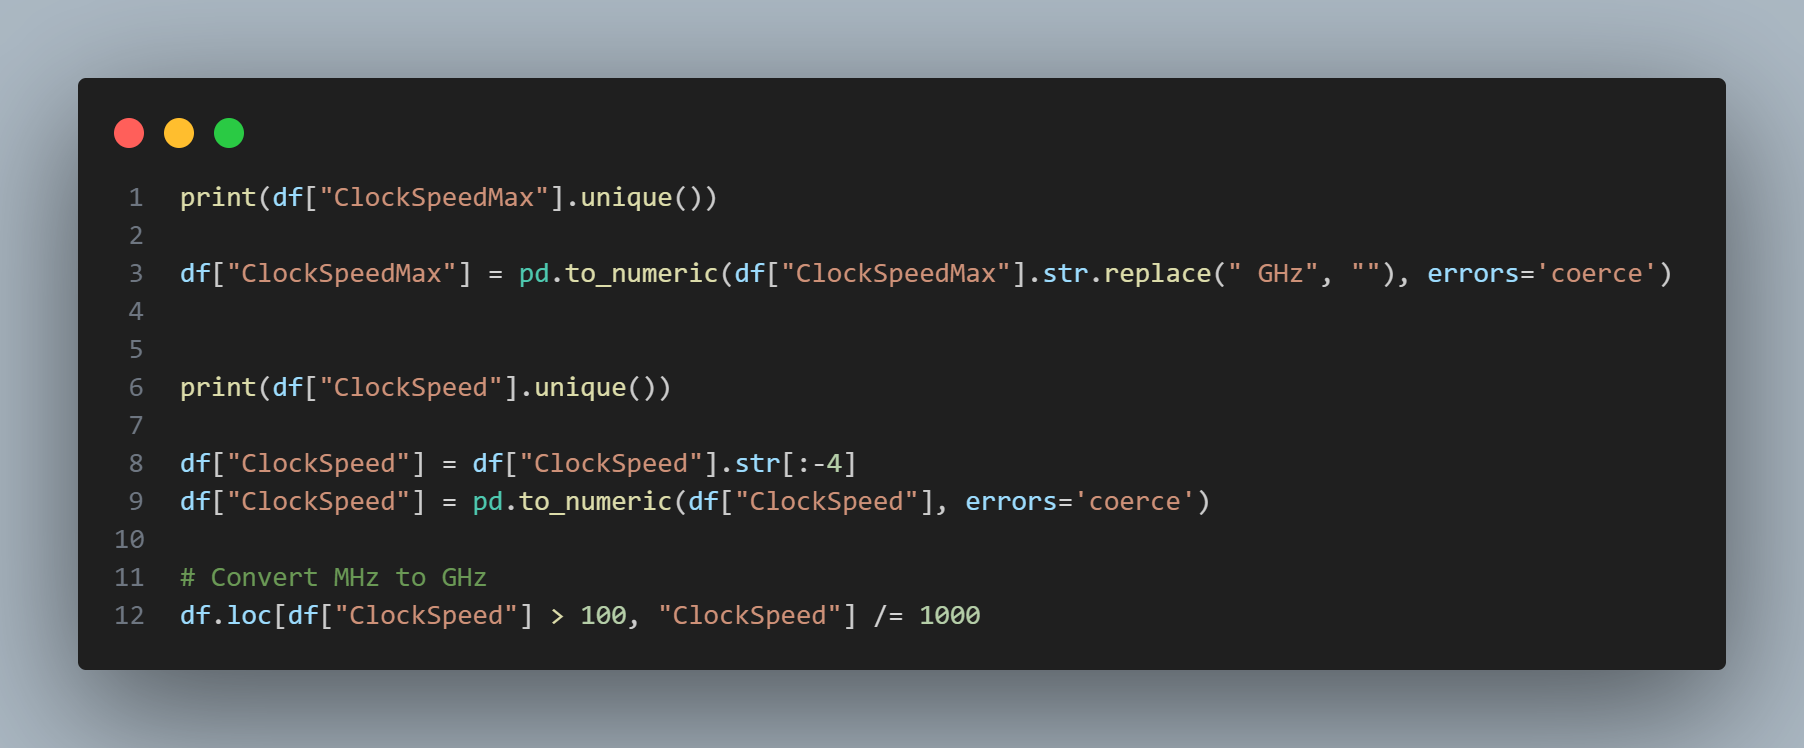 1 print(df["ClockSpeedMax"].unique())
2
3 df["ClockSpeedMax"] = pd.to_numeric(df["ClockSpeedMax"].str.replace(" GHz", ""), errors='coerce')
4
5
6 print(df["ClockSpeed"].unique())
7
8 df["ClockSpeed"] = df["ClockSpeed"].str[:-4]
9 df["ClockSpeed"] = pd.to_numeric(df["ClockSpeed"], errors='coerce')
10
11 # Convert MHz to GHz
12 df.loc[df["ClockSpeed"] > 100, "ClockSpeed"] /= 1000